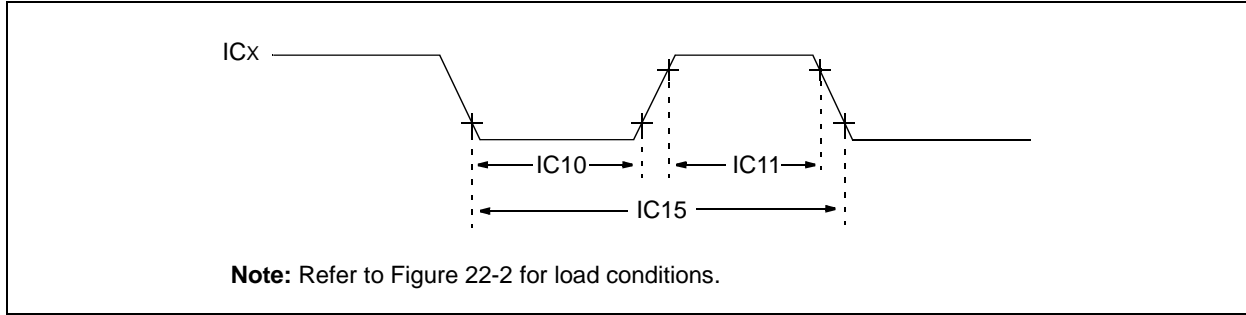 ICX
IC10
IC11
IC15
Note: Refer to Figure 22-2 for load conditions.